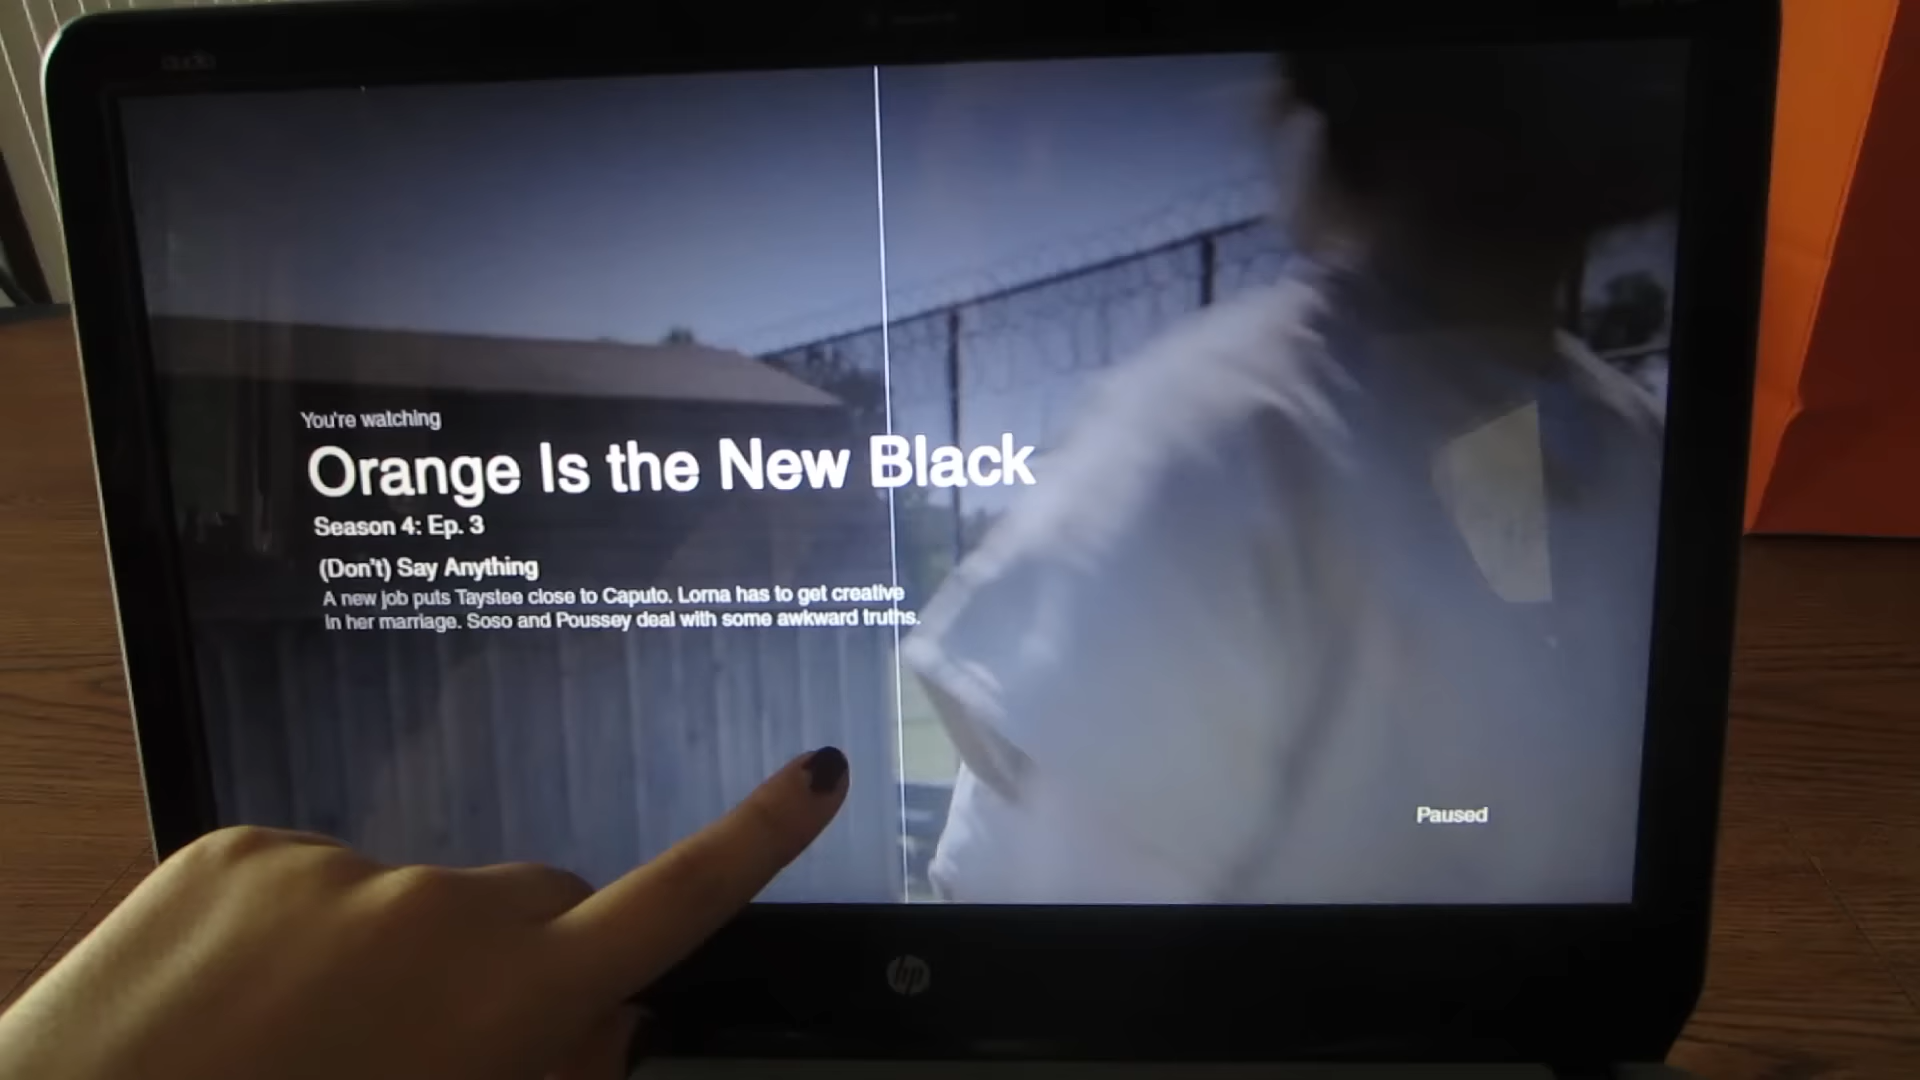 audio
You're watching
Orange Is the New Black
Season 4: Ep. 3
(Don't) Say Anything
A new job puts Taystee close to Caputo. Lorna has to get creative
in her marriage. Soso and Poussey deal with some awkward truths.
Paused
hp